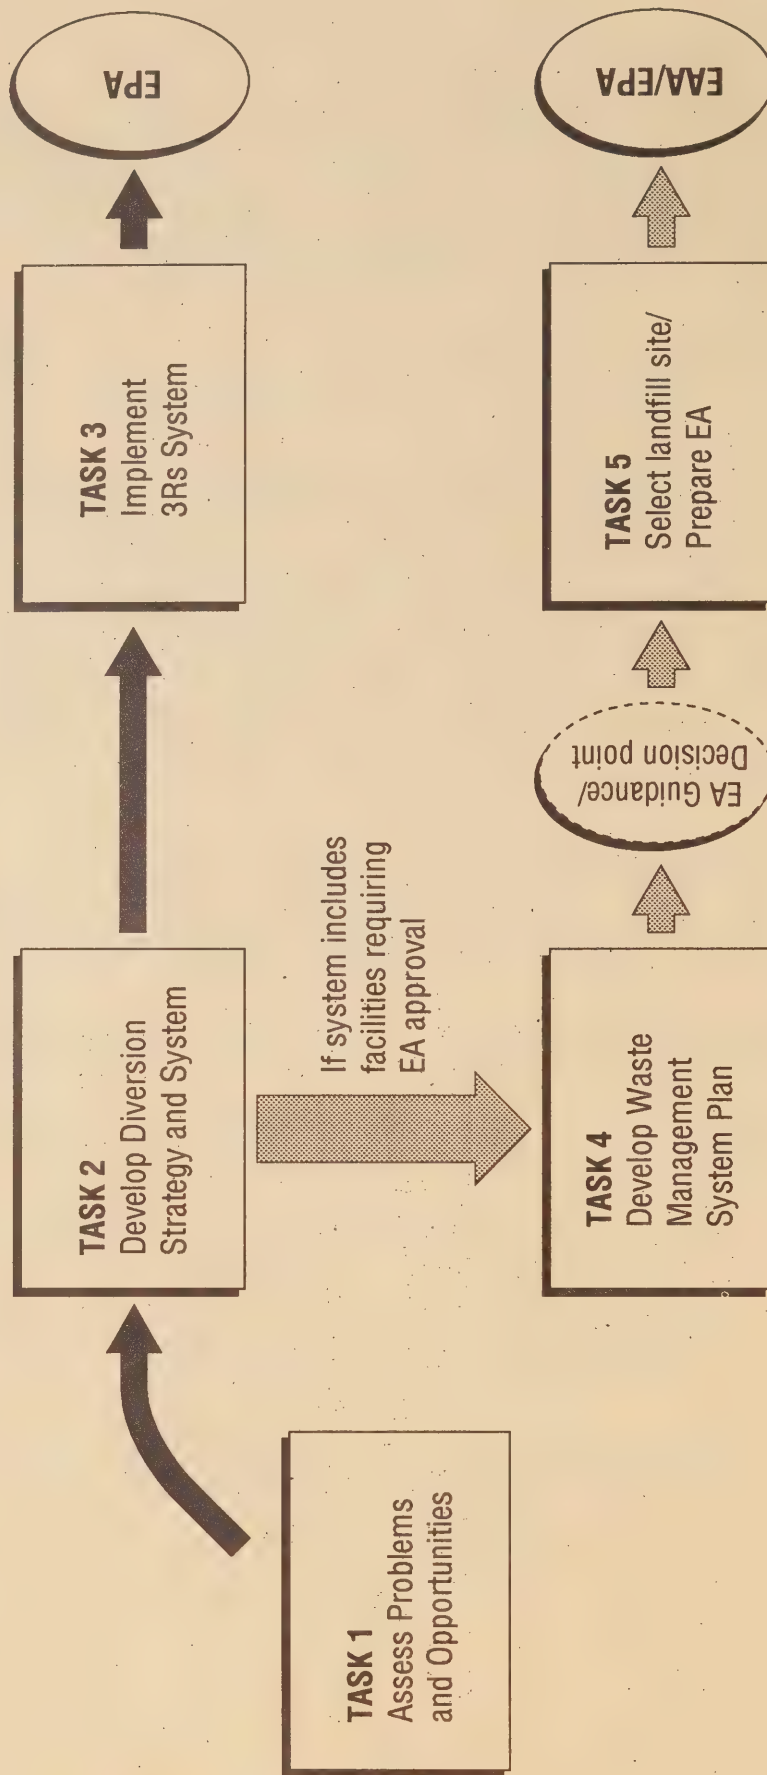 TASK 1
Assess Problems
and Opportunities
TASK 2
Develop Diversion
Strategy and System
TASK 3
Implement
3Rs System
EPA
If system includes
facilities requiring
EA approval
TASK 4
Develop Waste
Management
System Plan
EA Guidance/
Decision point
TASK 5
Select landfill site/
Prepare EA
EAA/EPA